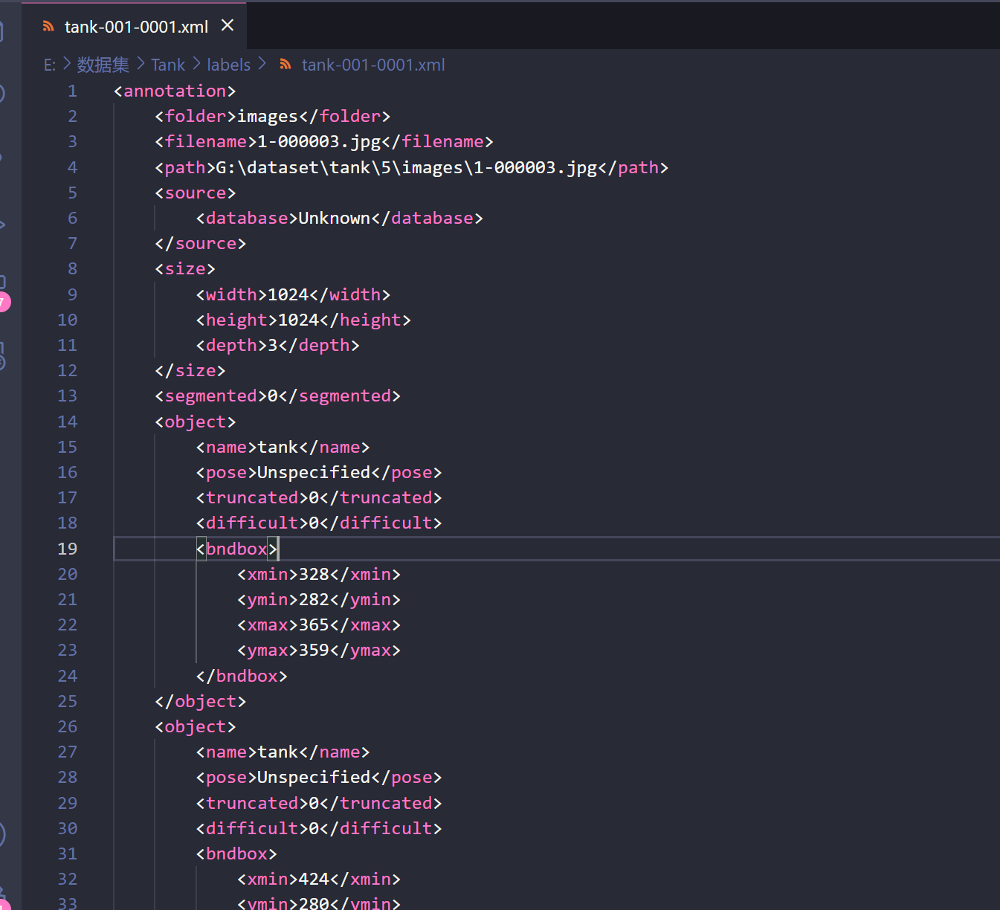 tank-001-0001.xml
E: > 数据集 > Tank > labels > tank-001-0001.xml
1 <annotation>
2 <folder>images</folder>
3 <filename>1-000003.jpg</filename>
4 <path>G:\dataset\tank\5\images\1-000003.jpg</path>
5 <source>
6 <database>Unknown</database>
7 </source>
8 <size>
9 <width>1024</width>
10 <height>1024</height>
11 <depth>3</depth>
12 </size>
13 <segmented>0</segmented>
14 <object>
15 <name>tank</name>
16 <pose>Unspecified</pose>
17 <truncated>0</truncated>
18 <difficult>0</difficult>
19 <bndbox>
20 <xmin>328</xmin>
21 <ymin>282</ymin>
22 <xmax>365</xmax>
23 <ymax>359</ymax>
24 </bndbox>
25 </object>
26 <object>
27 <name>tank</name>
28 <pose>Unspecified</pose>
29 <truncated>0</truncated>
30 <difficult>0</difficult>
31 <bndbox>
32 <xmin>424</xmin>
33 <ymin>280</ymin>